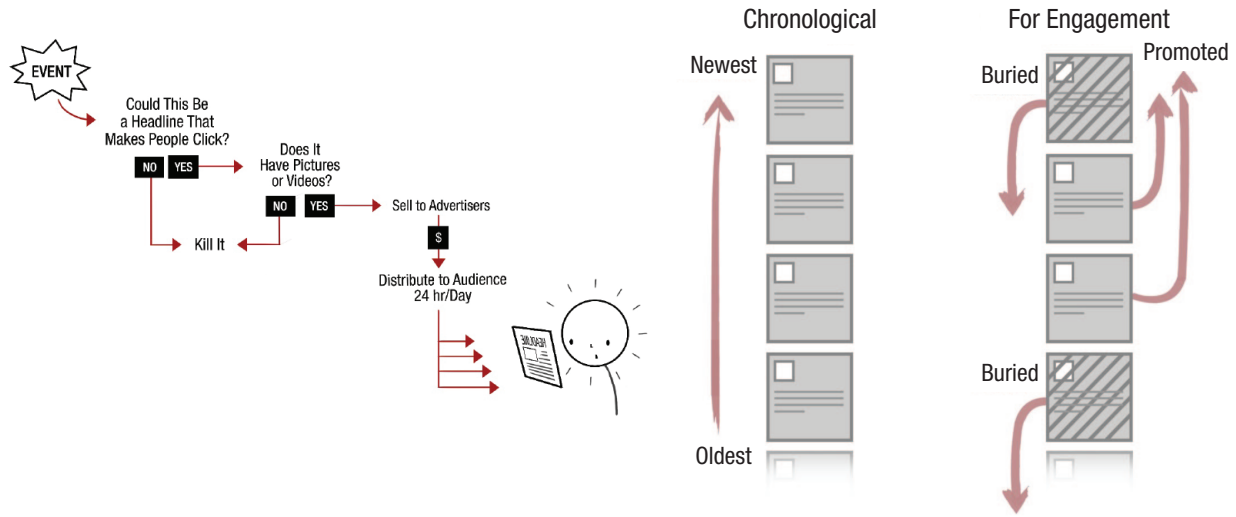 EVENT
Could This Be
a Headline That
Makes People Click?
NO YES
Does It
Have Pictures
or Videos?
NO YES
Kill It
Sell to Advertisers
$
Distribute to Audience
24 hr/Day
HEADLINE
Chronological
Newest
Oldest
For Engagement
Promoted
Buried
Buried